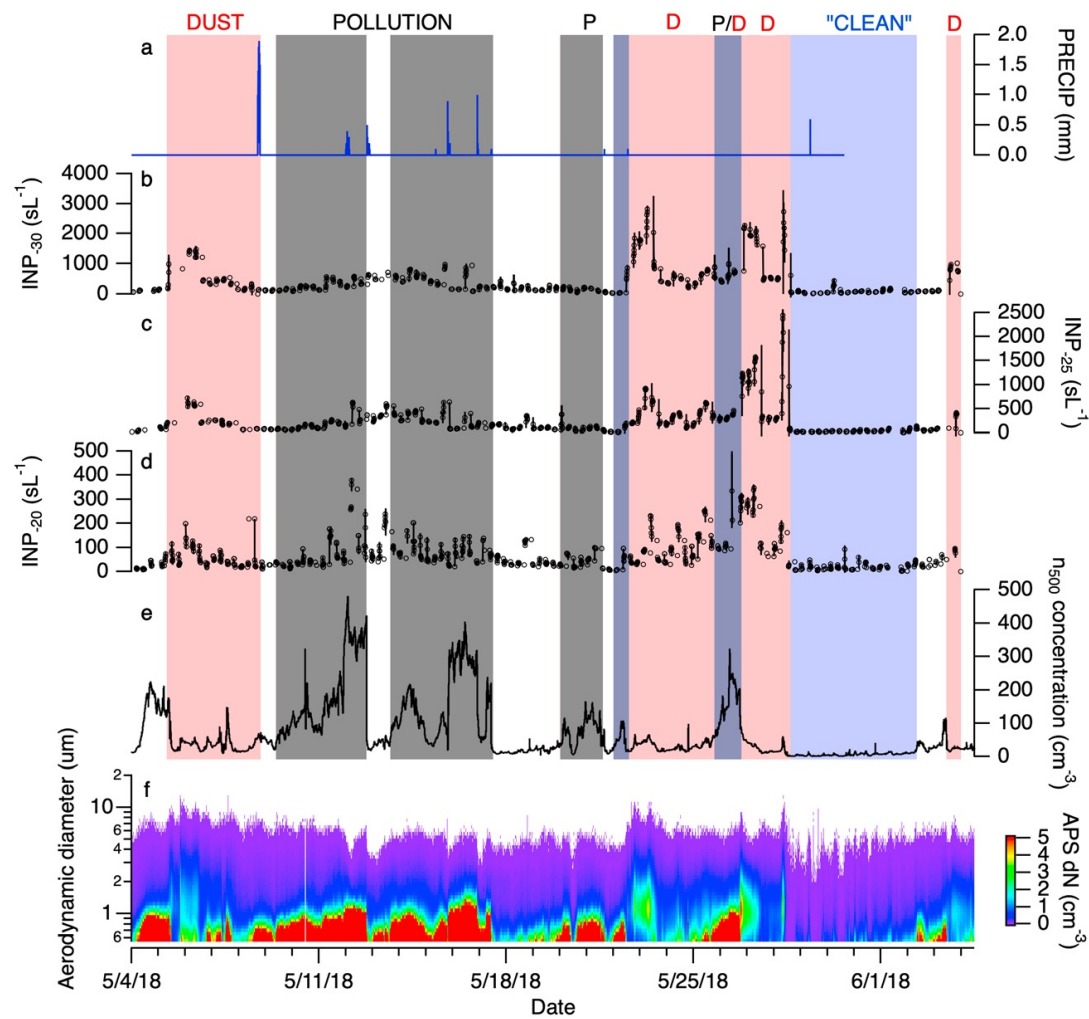 DUST POLLUTION P D P/D D "CLEAN" D
a
2.0
1.5
1.0
0.5
0.0
PRECIP (mm)
b
4000
3000
2000
1000
0
INP-30 (sL-1)
c
2500
2000
1500
1000
500
0
INP-25 (sL-1)
d
500
400
300
200
100
0
INP-20 (sL-1)
e
500
400
300
200
100
0
n500 concentration (cm-3)
f
2
10
6
4
2
1
8
6
Aerodynamic diameter (um)
5
4
3
2
1
0
APS dN (cm-3)
5/4/18 5/11/18 5/18/18 5/25/18 6/1/18
Date